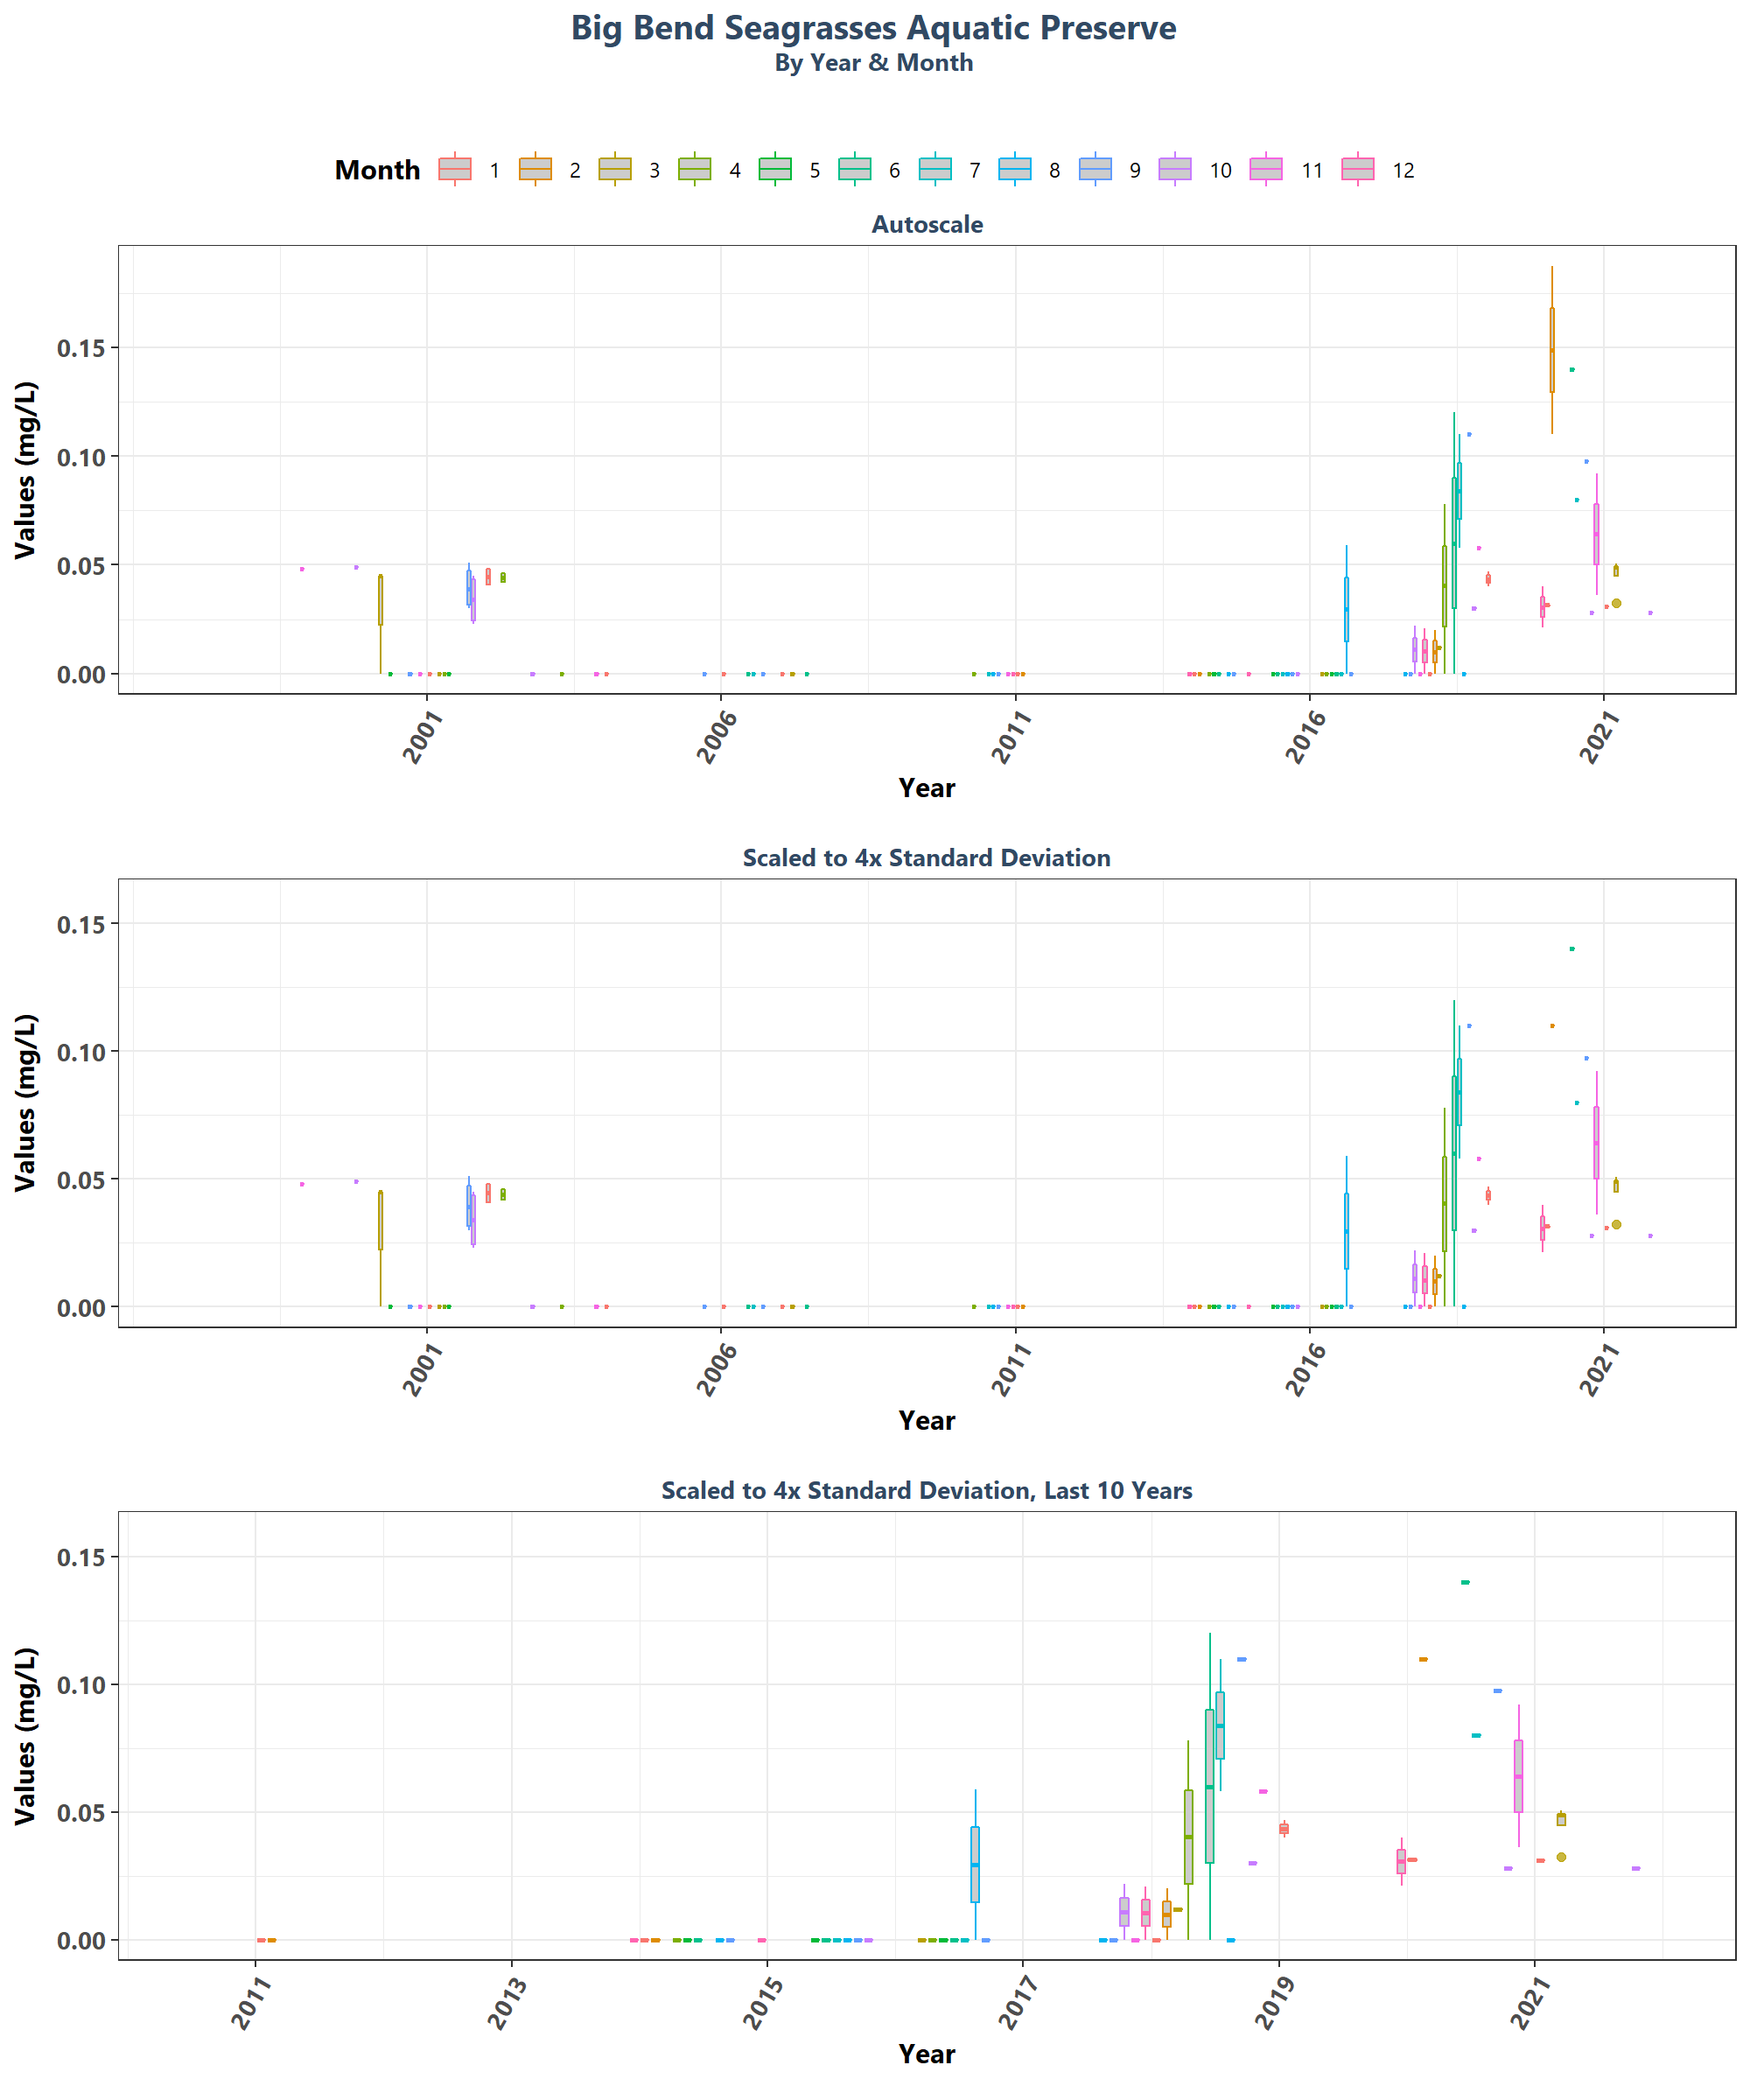 Big Bend Seagrasses Aquatic Preserve
By Year & Month
Month 1 2 3 4 5 6 7 8 9 10 11 12
Autoscale
Values (mg/L)
0.15
0.10
0.05
0.00
2001 2006 2011 2016 2021
Year
Scaled to 4x Standard Deviation
Values (mg/L)
0.15
0.10
0.05
0.00
2001 2006 2011 2016 2021
Year
Scaled to 4x Standard Deviation, Last 10 Years
Values (mg/L)
0.15
0.10
0.05
0.00
2011 2013 2015 2017 2019 2021
Year